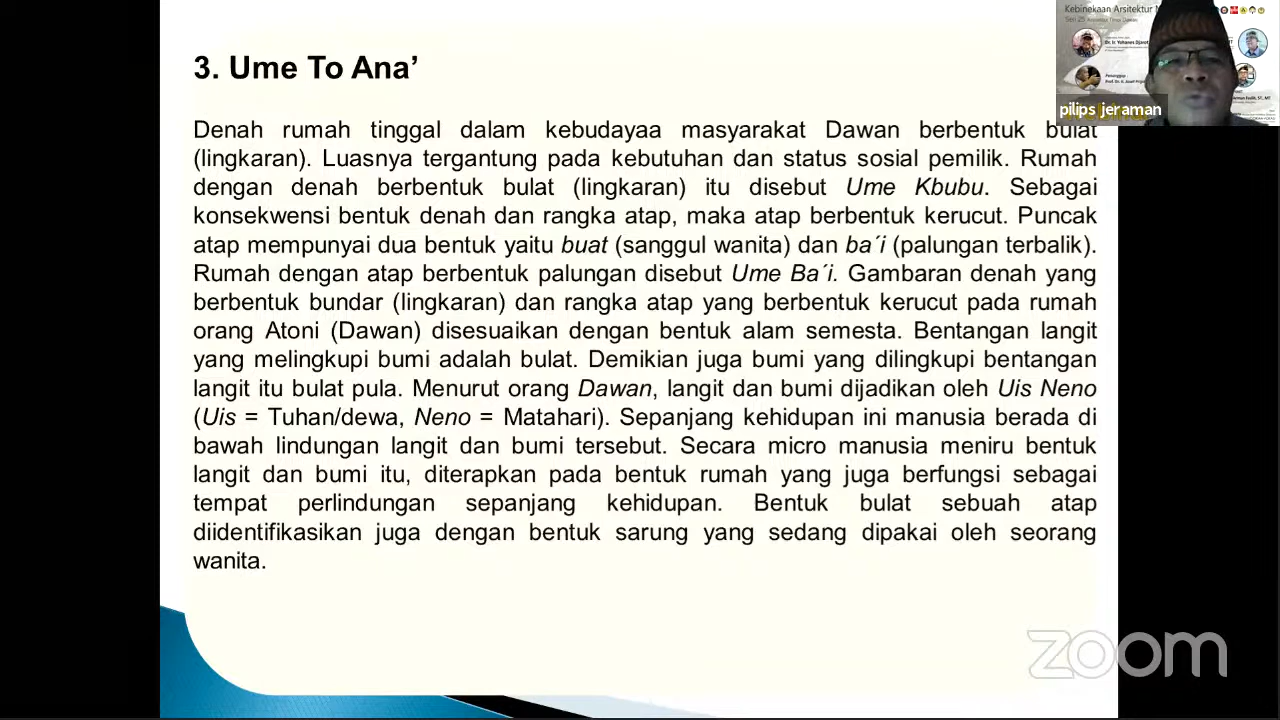 3. Ume To Ana’
Denah rumah tinggal dalam kebudayaa masyarakat Dawan berbentuk bulat
(lingkaran). Luasnya tergantung pada kebutuhan dan status sosial pemilik. Rumah
dengan denah berbentuk bulat (lingkaran) itu disebut Ume Kbubu. Sebagai
konsekwensi bentuk denah dan rangka atap, maka atap berbentuk kerucut. Puncak
atap mempunyai dua bentuk yaitu buat (sanggul wanita) dan ba´i (palungan terbalik).
Rumah dengan atap berbentuk palungan disebut Ume Ba´i. Gambaran denah yang
berbentuk bundar (lingkaran) dan rangka atap yang berbentuk kerucut pada rumah
orang Atoni (Dawan) disesuaikan dengan bentuk alam semesta. Bentangan langit
yang melingkupi bumi adalah bulat. Demikian juga bumi yang dilingkupi bentangan
langit itu bulat pula. Menurut orang Dawan, langit dan bumi dijadikan oleh Uis Neno
(Uis = Tuhan/dewa, Neno = Matahari). Sepanjang kehidupan ini manusia berada di
bawah lindungan langit dan bumi tersebut. Secara micro manusia meniru bentuk
langit dan bumi itu, diterapkan pada bentuk rumah yang juga berfungsi sebagai
tempat perlindungan sepanjang kehidupan. Bentuk bulat sebuah atap
diidentifikasikan juga dengan bentuk sarung yang sedang dipakai oleh seorang
wanita.
Kebinekaan Arsitektur
Seri 25
pilips jeraman
zoom